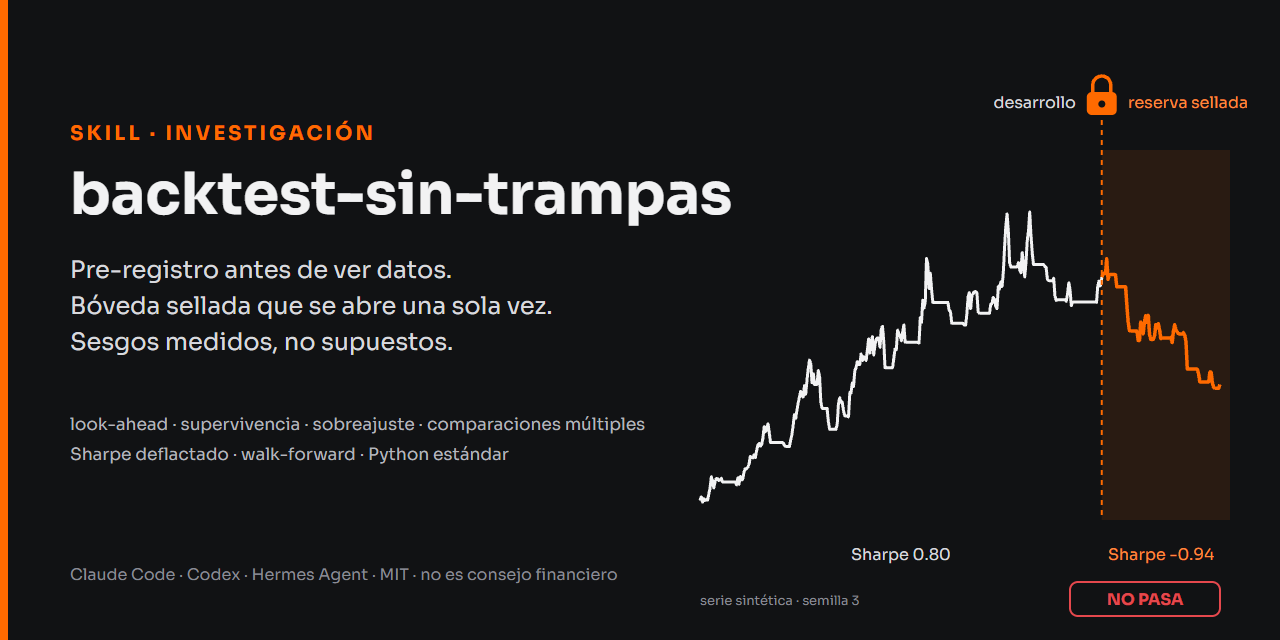 SKILL · INVESTIGACIÓN
backtest-sin-trampas
Pre-registro antes de ver datos.
Bóveda sellada que se abre una sola vez.
Sesgos medidos, no supuestos.
look-ahead · supervivencia · sobreajuste · comparaciones múltiples
Sharpe deflactado · walk-forward · Python estándar
Claude Code · Codex · Hermes Agent · MIT · no es consejo financiero
desarrollo
reserva sellada
Sharpe 0.80
Sharpe -0.94
serie sintética · semilla 3
NO PASA